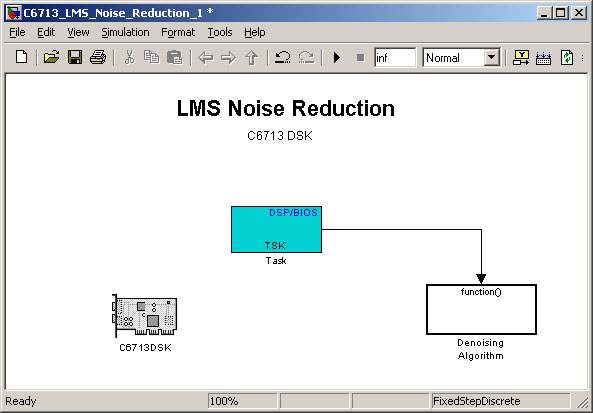 C6713_LMS_Noise_Reduction_1 *
File Edit View Simulation Format Tools Help
inf Normal
LMS Noise Reduction
C6713 DSK
DSP/BIOS
TSK
Task
function()
C6713DSK
Denoising
Algorithm
Ready 100% FixedStepDiscrete